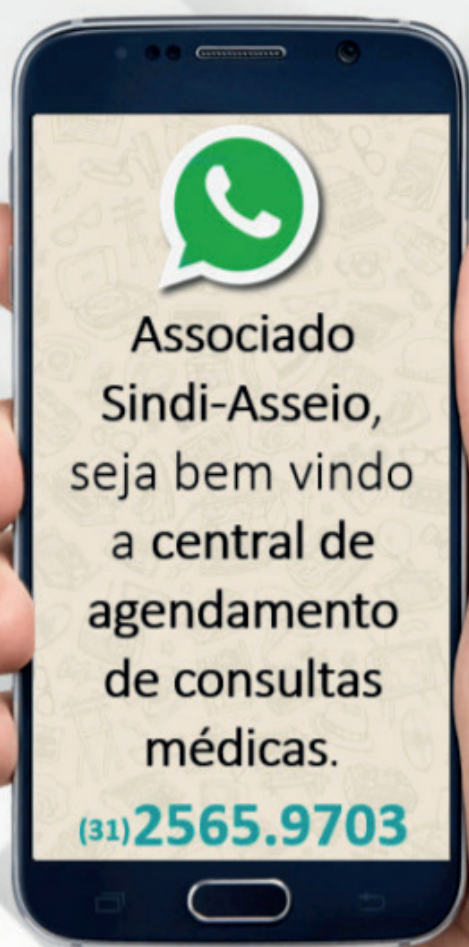 Associado
Sindi-Asseio,
seja bem vindo
a central de
agendamento
de consultas
médicas.
(31)2565.9703